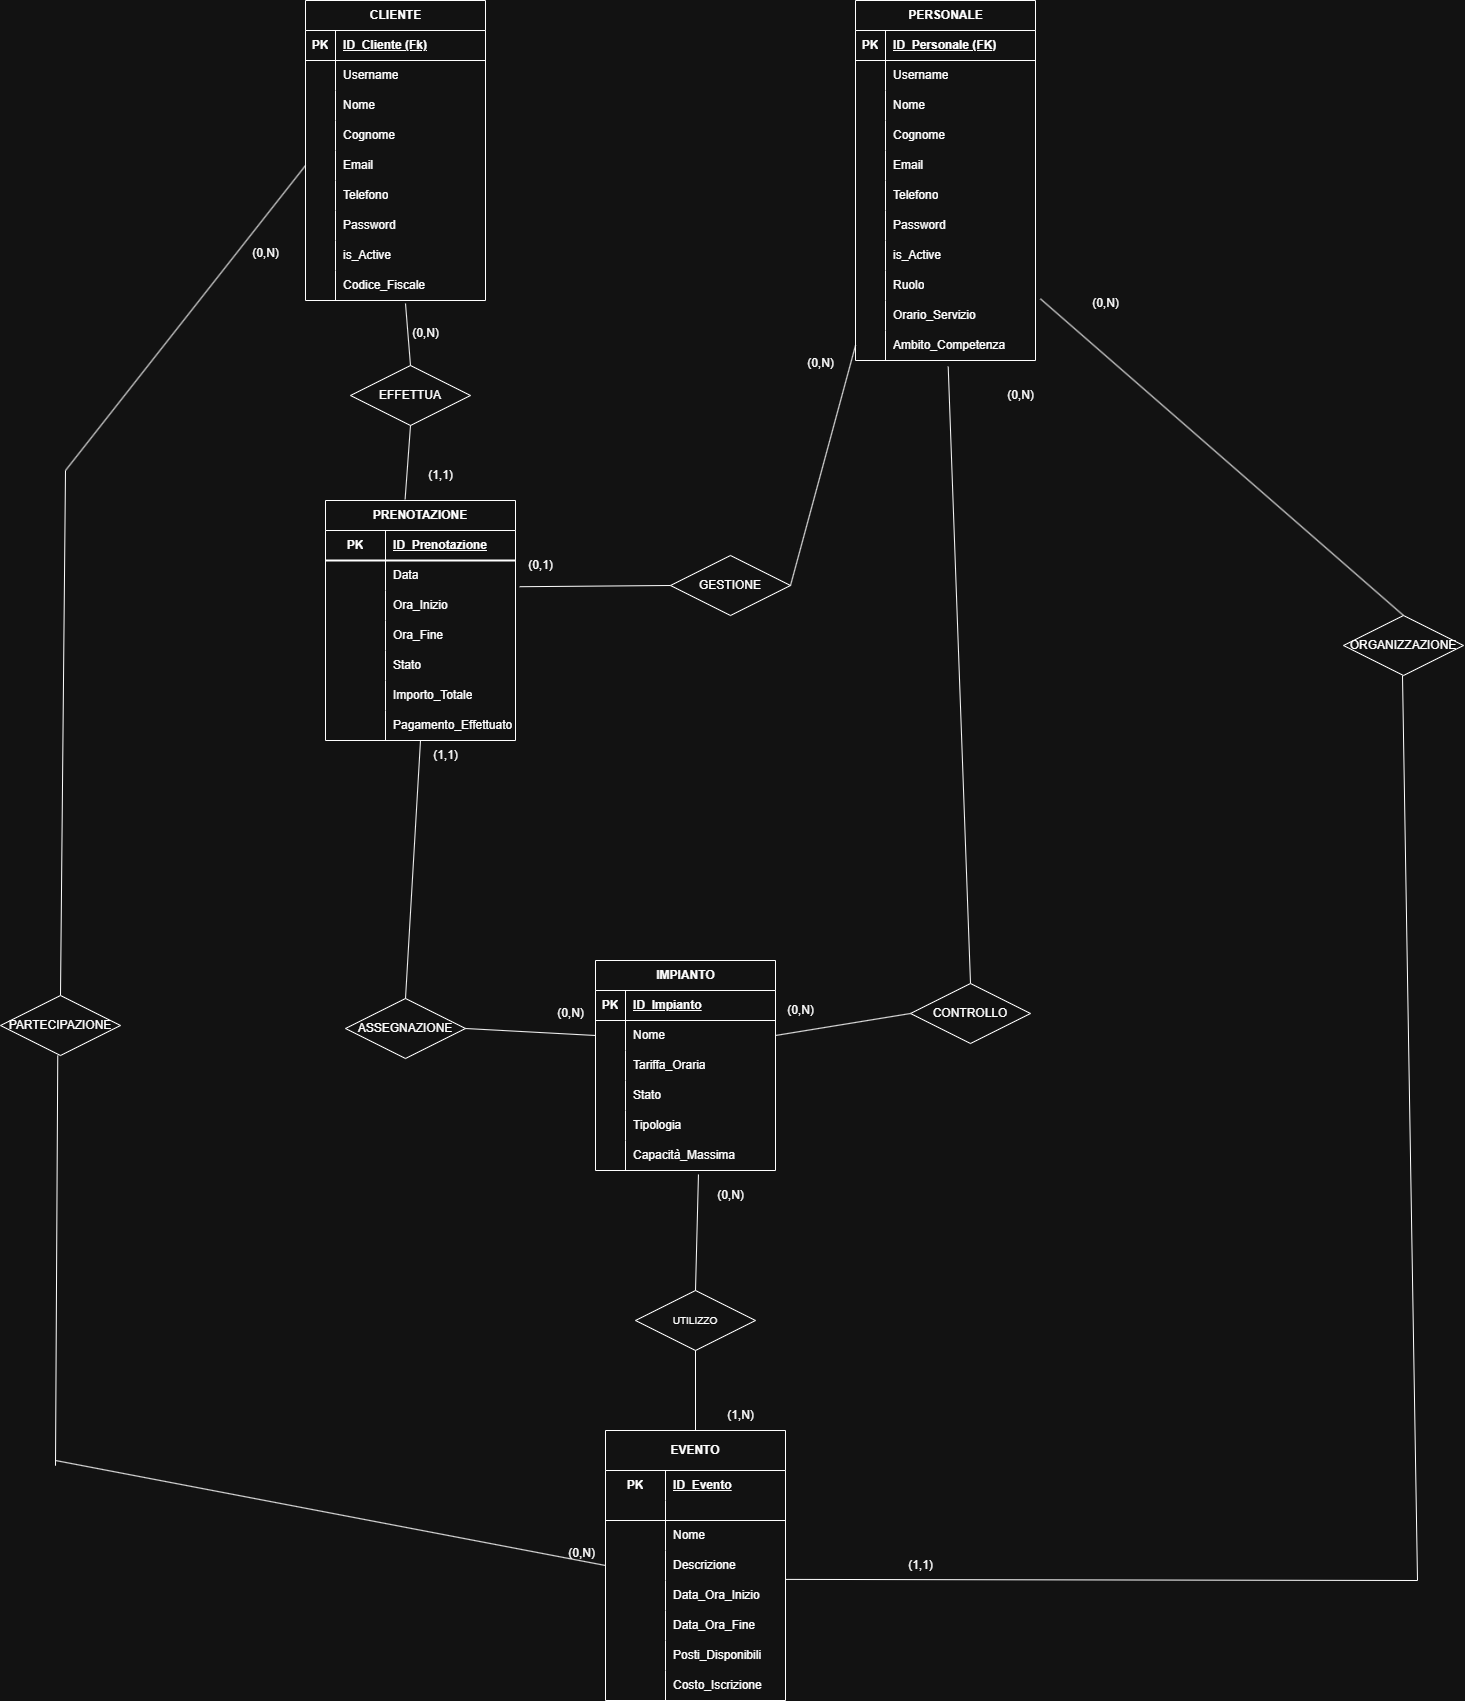 CLIENTE
PK ID_Cliente (Fk)
Username
Nome
Cognome
Email
Telefono
Password
is_Active
Codice_Fiscale
PERSONALE
PK ID_Personale (FK)
Username
Nome
Cognome
Email
Telefono
Password
is_Active
Ruolo
Orario_Servizio
Ambito_Competenza
(0,N)
(0,N)
(0,N)
(0,N)
(0,N)
EFFETTUA
(1,1)
PRENOTAZIONE
PK ID_Prenotazione
Data
Ora_Inizio
Ora_Fine
Stato
Importo_Totale
Pagamento_Effettuato
(0,1)
GESTIONE
ORGANIZZAZIONE
(1,1)
PARTECIPAZIONE
ASSEGNAZIONE
(0,N)
IMPIANTO
PK ID_Impianto
Nome
Tariffa_Oraria
Stato
Tipologia
Capacità_Massima
(0,N)
CONTROLLO
(0,N)
UTILIZZO
(1,N)
EVENTO
PK ID_Evento
Nome
Descrizione
Data_Ora_Inizio
Data_Ora_Fine
Posti_Disponibili
Costo_Iscrizione
(0,N)
(1,1)